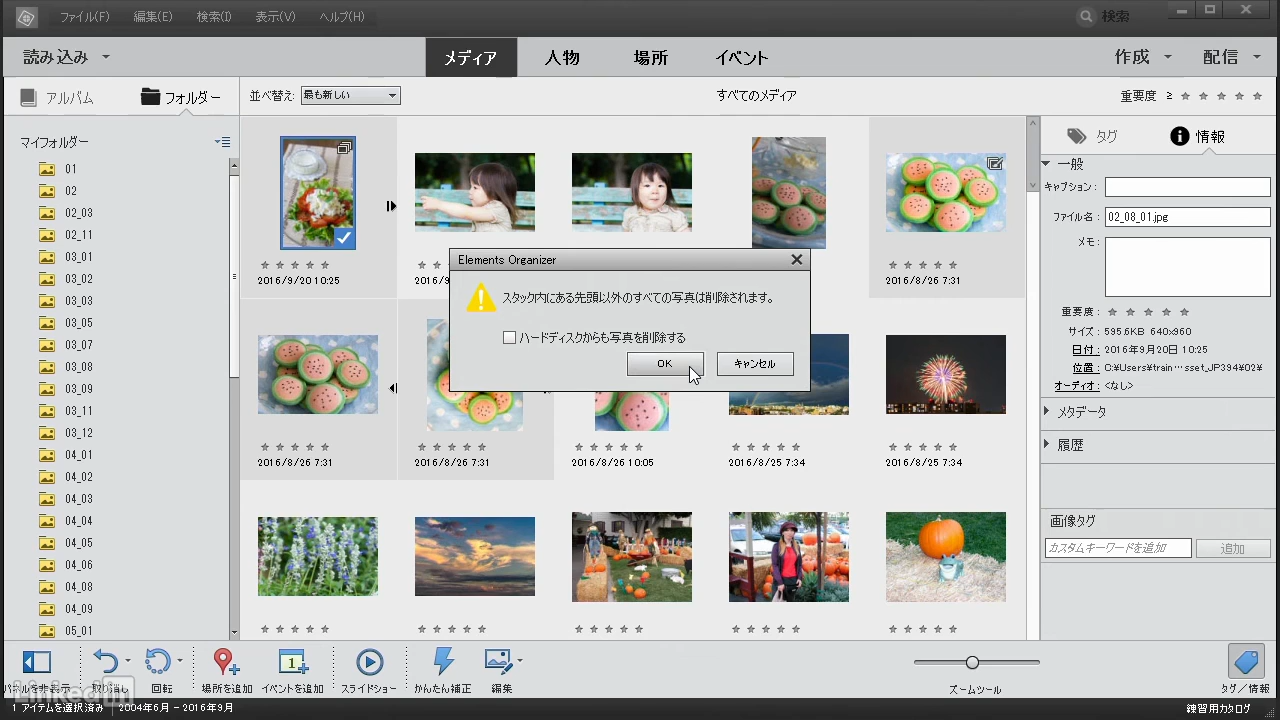 ファイル(F) 編集(E) 検索(I) 表示(V) ヘルプ(H) 検索
読み込み メディア 人物 場所 イベント 作成 配信
アルバム フォルダー 並べ替え: 最も新しい すべてのメディア 重要度 ≥
マイフォルダー
01
02
02_03
02_11
03_01
03_02
03_03
03_05
03_07
03_08
03_09
03_11
03_12
04_01
04_02
04_03
04_04
04_05
04_06
04_08
04_09
05_01
2016/9/20 10:25
2016/8/26 7:31
Elements Organizer
スタック内にある先頭以外のすべての写真は削除されます。
ハードディスクからも写真を削除する
OK キャンセル
2016/8/26 7:31
2016/8/26 7:31
2016/8/26 10:05
2016/8/25 7:34
2016/8/25 7:34
タグ 情報
一般
キャプション:
ファイル名: 02_08_01.jpg
メモ:
重要度:
サイズ: 595.6KB 640x960
日付: 2016年9月20日 10:25
位置: C:¥Users¥train…sset_JP394¥02¥
オーディオ: <なし>
メタデータ
履歴
画像タグ
カスタムキーワードを追加 追加
取り消し 回転 場所を追加 イベントを追加 スライドショー かんたん補正 編集 ズームツール タグ/情報
LinkedIn
1 アイテムを選択済み 2004年6月 - 2016年9月 練習用カタログ